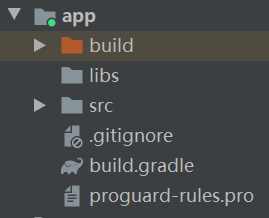 app
build
libs
src
.gitignore
build.gradle
proguard-rules.pro